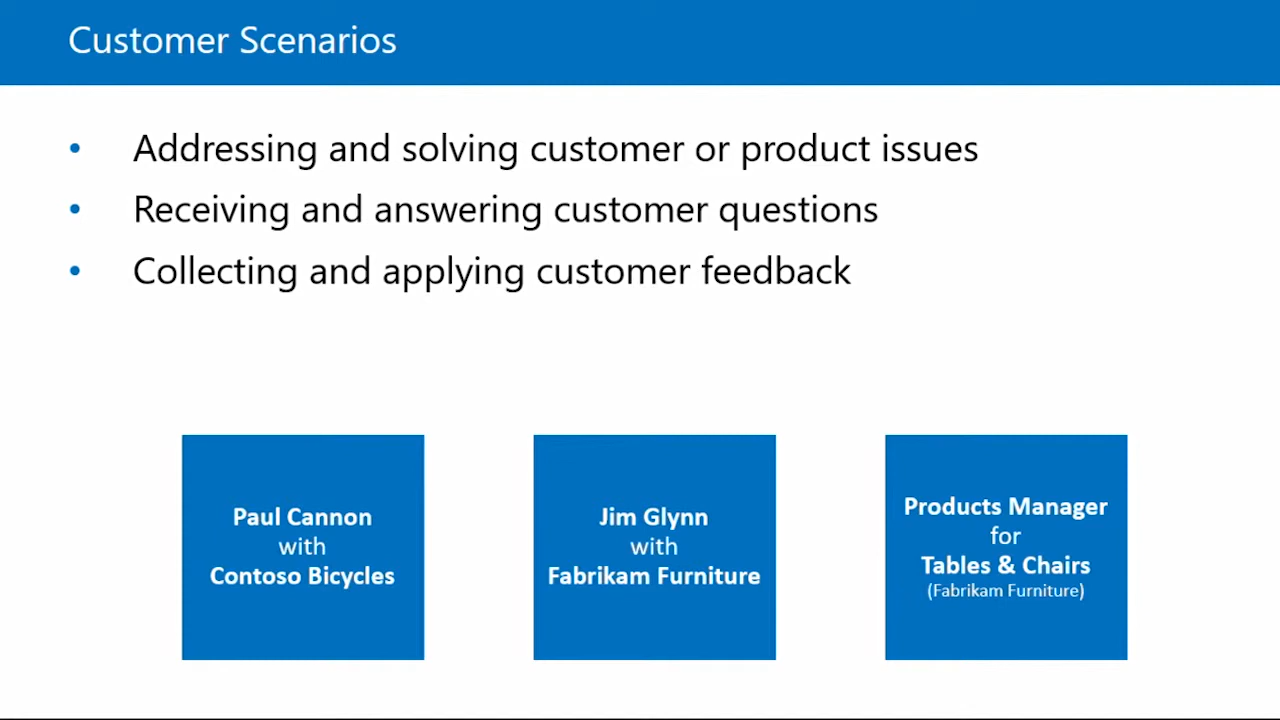 Customer Scenarios
• Addressing and solving customer or product issues
• Receiving and answering customer questions
• Collecting and applying customer feedback
Paul Cannon
with
Contoso Bicycles
Jim Glynn
with
Fabrikam Furniture
Products Manager
for
Tables & Chairs
(Fabrikam Furniture)